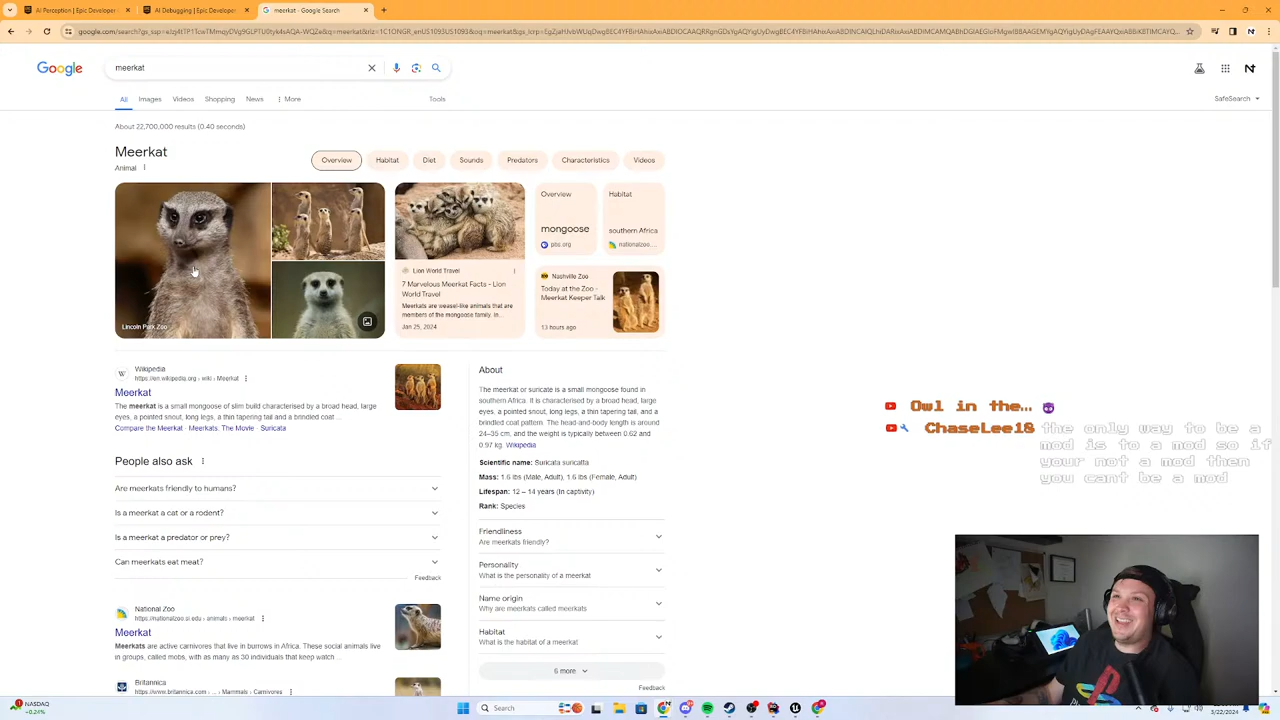 AI Perception | Epic Developer
AI Debugging | Epic Developer
meerkat - Google Search
Google
meerkat
All
Images
Videos
Shopping
News
More
Tools
SafeSearch
About 22,700,000 results (0.40 seconds)
Meerkat
Animal
Overview
Habitat
Diet
Sounds
Predators
Characteristics
Videos
Lincoln Park Zoo
Lion World Travel
7 Marvelous Meerkat Facts - Lion
World Travel
Meerkats are weasel-like animals that are
members of the mongoose family. In...
Jan 25, 2024
Overview
mongoose
pbs.org
Habitat
southern Africa
nationalzoo....
Nashville Zoo
Today at the Zoo -
Meerkat Keeper Talk
13 hours ago
Wikipedia
https://en.wikipedia.org › wiki › Meerkat
Meerkat
The meerkat is a small mongoose of slim build characterised by a broad head, large
eyes, a pointed snout, long legs, a thin tapering tail and a brindled coat ...
Compare the Meerkat · Meerkats. The Movie · Suricata
People also ask
Are meerkats friendly to humans?
Is a meerkat a cat or a rodent?
Is a meerkat a predator or prey?
Can meerkats eat meat?
Feedback
National Zoo
https://nationalzoo.si.edu › animals › meerkat
Meerkat
Meerkats are active carnivores that live in burrows in Africa. These social animals live
in groups, called mobs, with as many as 30 individuals that keep watch ...
Britannica
https://www.britannica.com › ... › Mammals › Carnivores
About
The meerkat or suricate is a small mongoose found in
southern Africa. It is characterised by a broad head, large
eyes, a pointed snout, long legs, a thin tapering tail, and a
brindled coat pattern. The head-and-body length is around
24–35 cm, and the weight is typically between 0.62 and
0.97 kg. Wikipedia
Scientific name: Suricata suricatta
Mass: 1.6 lbs (Male, Adult), 1.6 lbs (Female, Adult)
Lifespan: 12 – 14 years (In captivity)
Rank: Species
Friendliness
Are meerkats friendly?
Personality
What is the personality of a meerkat
Name origin
Why are meerkats called meerkats
Habitat
What is the habitat of a meerkat
6 more
Feedback
Owl in the...
ChaseLee18 the only way to be a
mod is to a mod so if
your not a mod then
you cant be a mod
NASDAQ
+0.24%
Search
5/22/2024